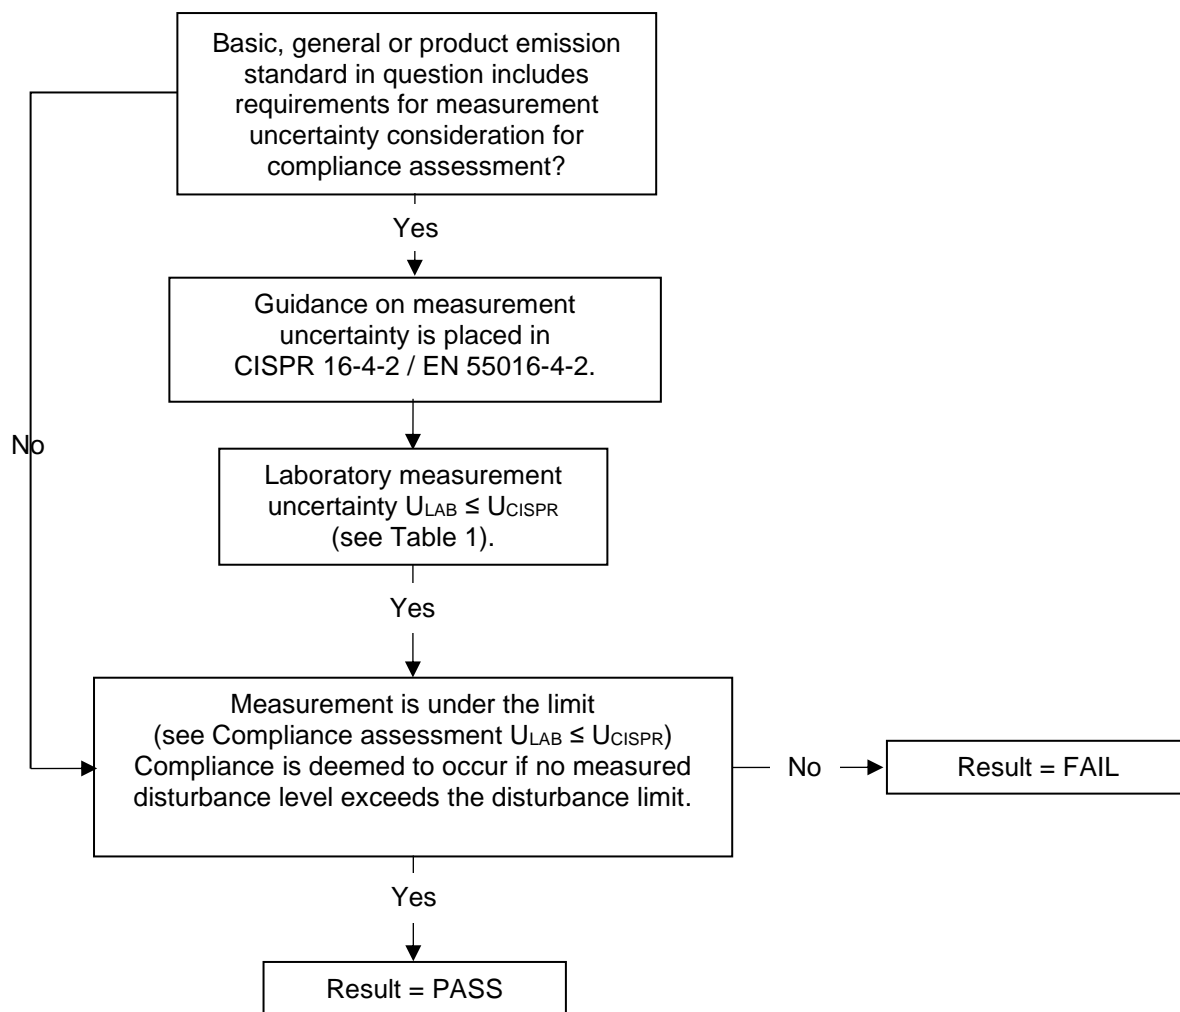 Basic, general or product emission
standard in question includes
requirements for measurement
uncertainty consideration for
compliance assessment?
Yes
Guidance on measurement
uncertainty is placed in
CISPR 16-4-2 / EN 55016-4-2.
No
Laboratory measurement
uncertainty ULAB ≤ UCISPR
(see Table 1).
Yes
Measurement is under the limit
(see Compliance assessment ULAB ≤ UCISPR)
Compliance is deemed to occur if no measured
disturbance level exceeds the disturbance limit.
No
Result = FAIL
Yes
Result = PASS